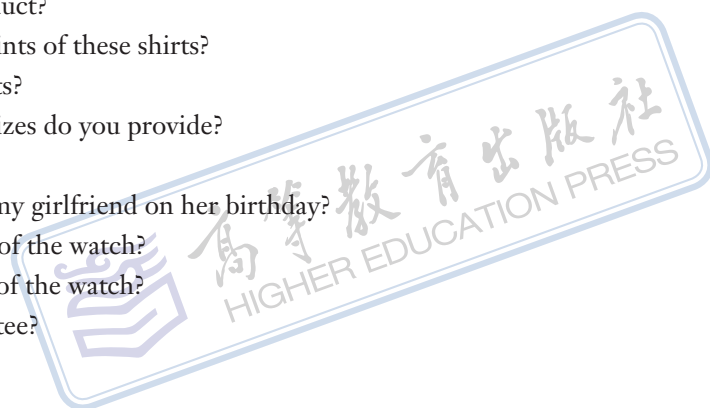 uct?
ints of these shirts?
ts?
izes do you provide?
my girlfriend on her birthday?
of the watch?
of the watch?
tee?
高等教育出版社
HIGHER EDUCATION PRESS